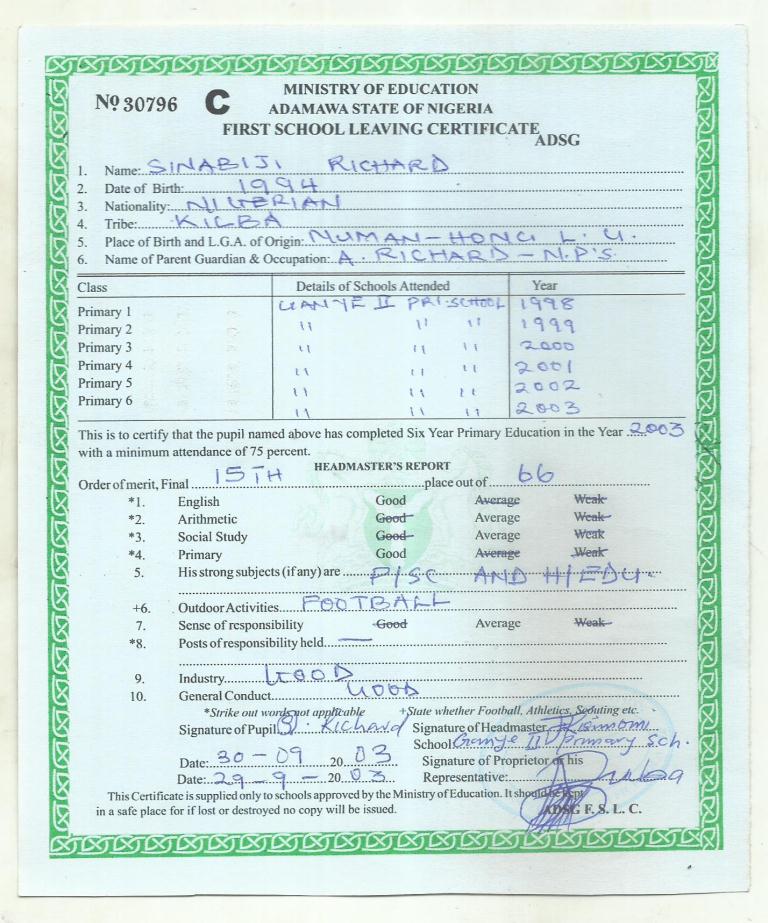 No 30796 C
MINISTRY OF EDUCATION
ADAMAWA STATE OF NIGERIA
FIRST SCHOOL LEAVING CERTIFICATE
ADSG
1. Name: SINABIJI RICHARD
2. Date of Birth: 1994
3. Nationality: NIGERIAN
4. Tribe: KILBA
5. Place of Birth and L.G.A. of Origin: NUMAN-HONG L. G.
6. Name of Parent Guardian & Occupation: A. RICHARD - N.P'S
Class Details of Schools Attended Year
Primary 1 GANYE II PRI. SCHOOL 1998
Primary 2 " " " 1999
Primary 3 " " " 2000
Primary 4 " " " 2001
Primary 5 " " " 2002
Primary 6 " " " 2003
This is to certify that the pupil named above has completed Six Year Primary Education in the Year 2003
with a minimum attendance of 75 percent.
HEADMASTER'S REPORT
Order of merit, Final 15TH place out of 66
*1. English Good Average Weak
*2. Arithmetic Good Average Weak
*3. Social Study Good Average Weak
*4. Primary Good Average Weak
5. His strong subjects (if any) are P/SC AND H/EDU.
+6. Outdoor Activities FOOTBALL
7. Sense of responsibility Good Average Weak
*8. Posts of responsibility held. —
9. Industry GOOD
10. General Conduct GOOD
*Strike out words not applicable +State whether Football, Athletics, Scouting etc.
Signature of Pupil S. Richard Signature of Headmaster
School: Ganye II Primary Sch.
Date: 30-09 2003 Signature of Proprietor or his
Date: 29-9- 2003 Representative:
This Certificate is supplied only to schools approved by the Ministry of Education. It should be kept
in a safe place for if lost or destroyed no copy will be issued. ADSG F. S. L. C.